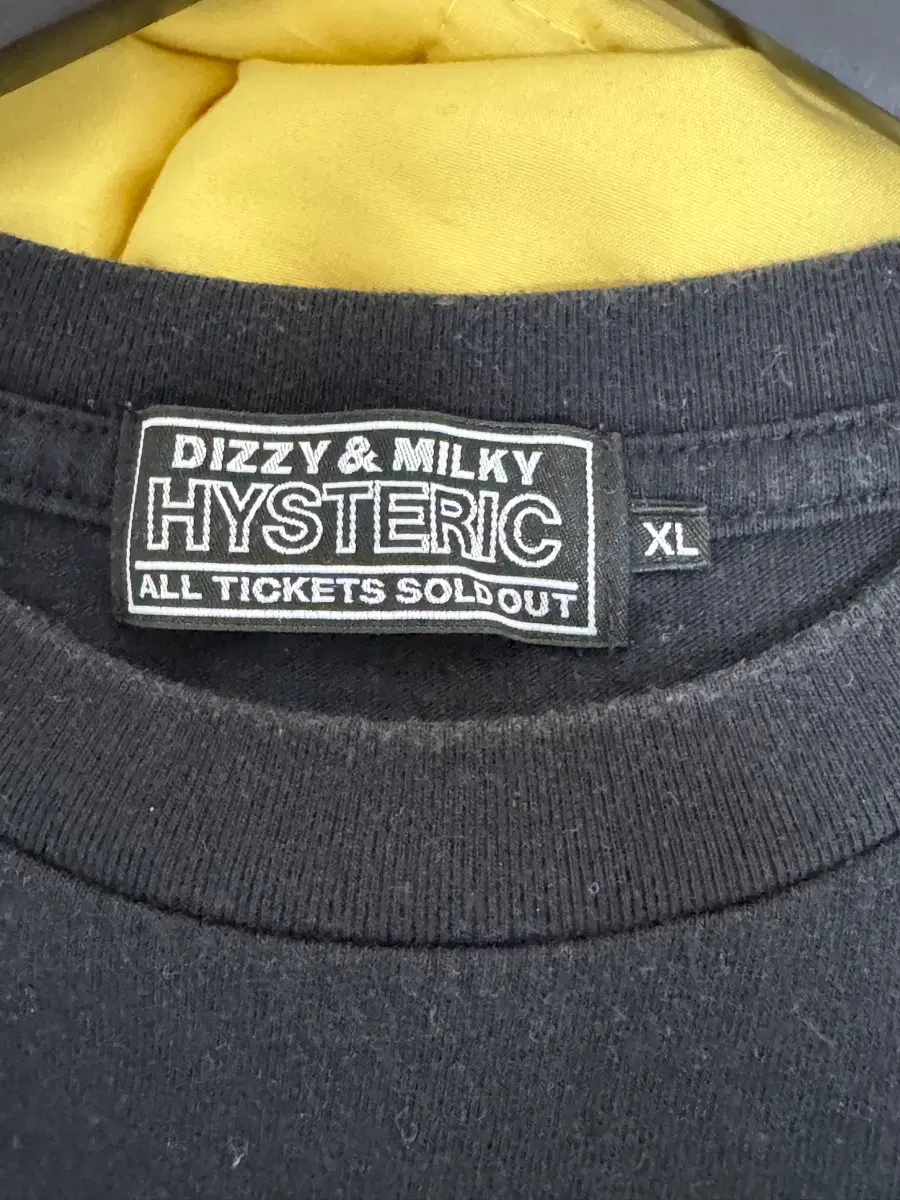 DIZZY & MILKY
HYSTERIC
ALL TICKETS SOLD OUT
XL